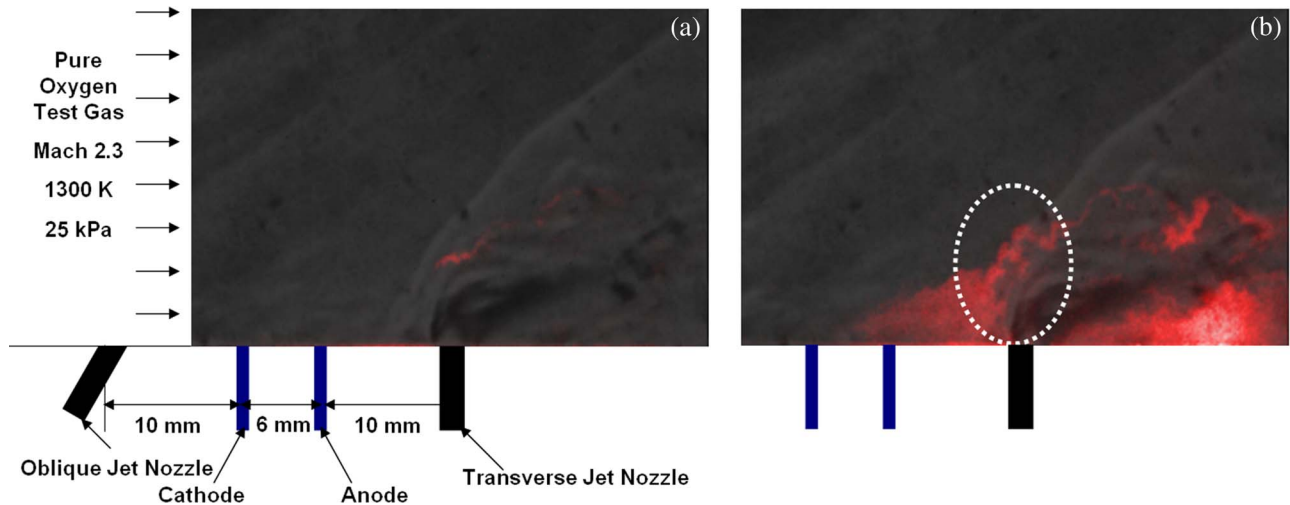 (a)
(b)
Pure
Oxygen
Test Gas
Mach 2.3
1300 K
25 kPa
10 mm
6 mm
10 mm
Oblique Jet Nozzle
Cathode
Anode
Transverse Jet Nozzle